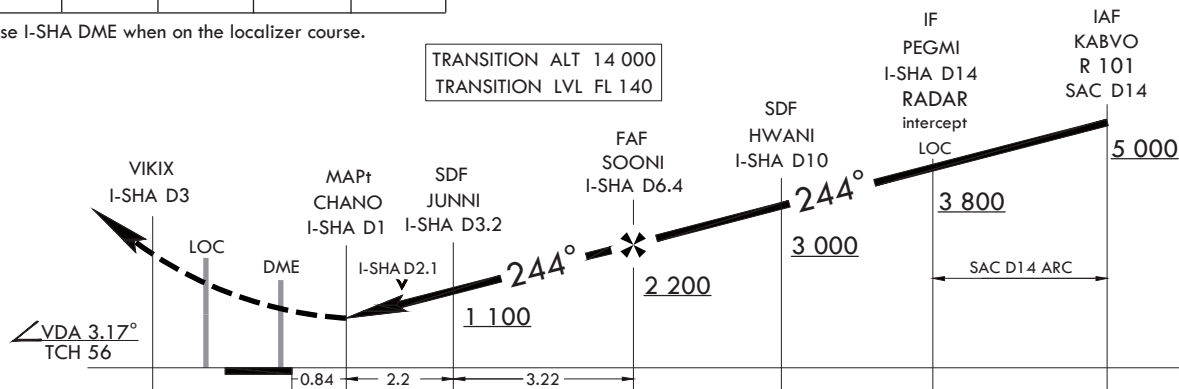 se I-SHA DME when on the localizer course.
TRANSITION ALT 14 000
TRANSITION LVL FL 140
IF
PEGMI
I-SHA D14
RADAR
intercept
LOC
IAF
KABVO
R 101
SAC D14
SDF
HWANI
I-SHA D10
FAF
SOONI
I-SHA D6.4
VIKIX
I-SHA D3
MAPt
CHANO
I-SHA D1
SDF
JUNNI
I-SHA D3.2
5 000
244°
3 800
3 000
LOC
DME
I-SHA D2.1
244°
2 200
SAC D14 ARC
1 100
VDA 3.17°
TCH 56
0.84
2.2
3.22